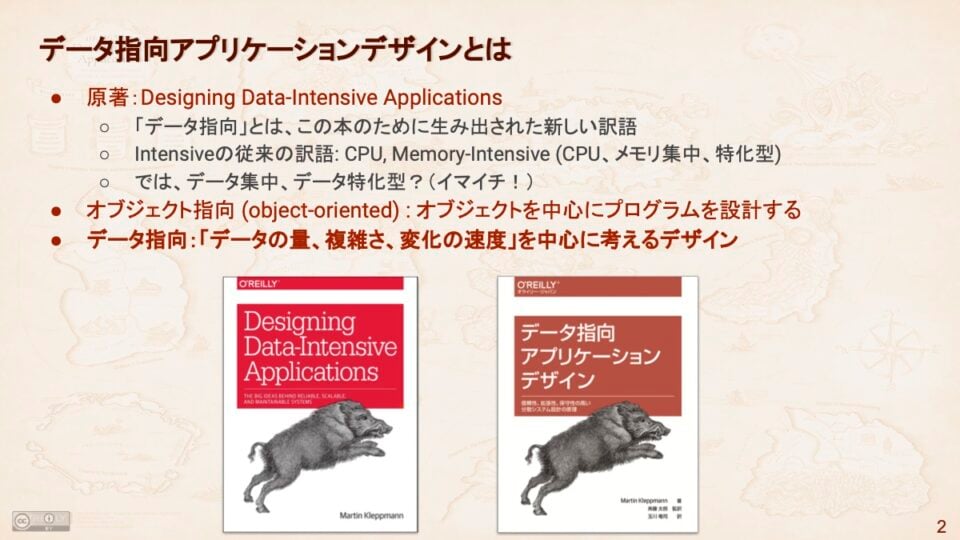 データ指向アプリケーションデザインとは
● 原著：Designing Data-Intensive Applications
○ 「データ指向」とは、この本のために生み出された新しい訳語
○ Intensiveの従来の訳語: CPU, Memory-Intensive (CPU、メモリ集中、特化型)
○ では、データ集中、データ特化型？（イマイチ！）
● オブジェクト指向 (object-oriented) : オブジェクトを中心にプログラムを設計する
● データ指向：「データの量、複雑さ、変化の速度」を中心に考えるデザイン
O'REILLY®
Designing
Data-Intensive
Applications
THE BIG IDEAS BEHIND RELIABLE, SCALABLE,
AND MAINTAINABLE SYSTEMS
Martin Kleppmann
O'REILLY®
オライリー・ジャパン
データ指向
アプリケーション
デザイン
信頼性、拡張性、保守性の高い
分散システム設計の原理
Martin Kleppmann 著
斉藤 太郎 監訳
玉川 竜司 訳
cc
BY
2